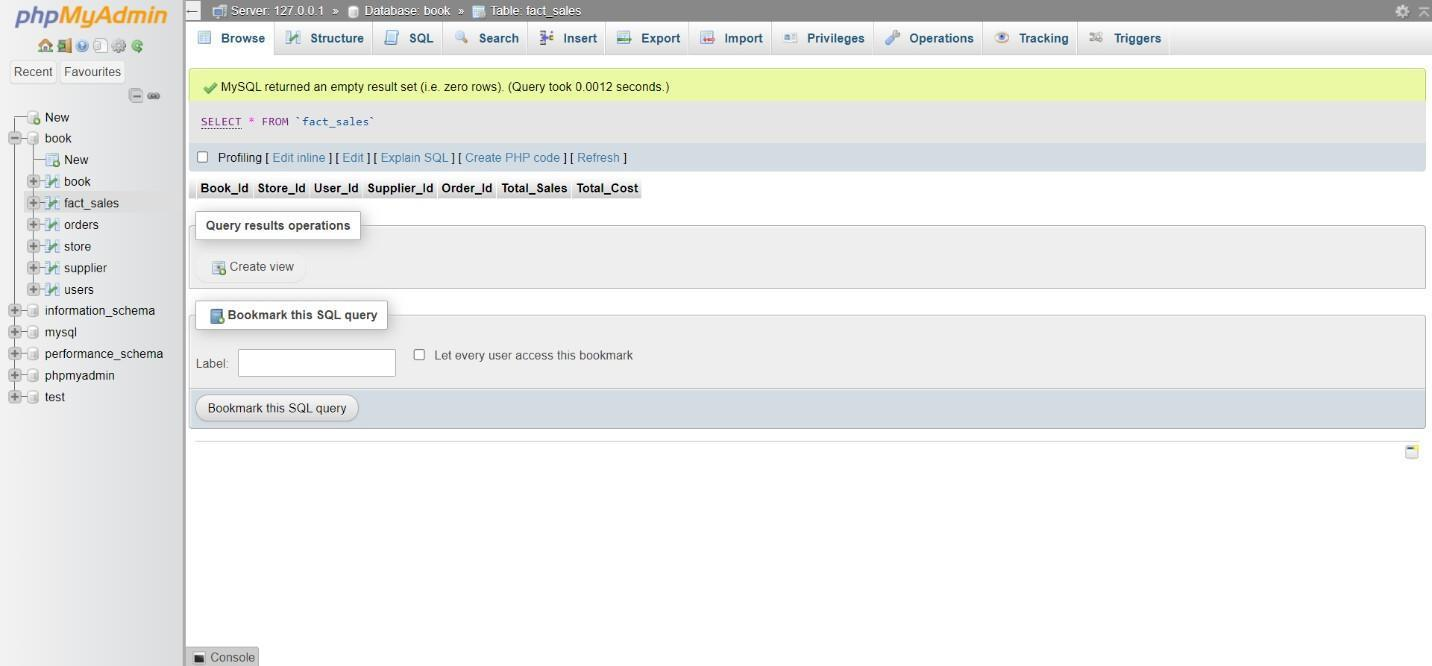 phpMyAdmin
Recent Favourites
New
book
New
book
fact_sales
orders
store
supplier
users
information_schema
mysql
performance_schema
phpmyadmin
test
Server: 127.0.0.1 » Database: book » Table: fact_sales
Browse Structure SQL Search Insert Export Import Privileges Operations Tracking Triggers
MySQL returned an empty result set (i.e. zero rows). (Query took 0.0012 seconds.)
SELECT * FROM `fact_sales`
Profiling [ Edit inline ] [ Edit ] [ Explain SQL ] [ Create PHP code ] [ Refresh ]
Book_Id Store_Id User_Id Supplier_Id Order_Id Total_Sales Total_Cost
Query results operations
Create view
Bookmark this SQL query
Label: Let every user access this bookmark
Bookmark this SQL query
Console